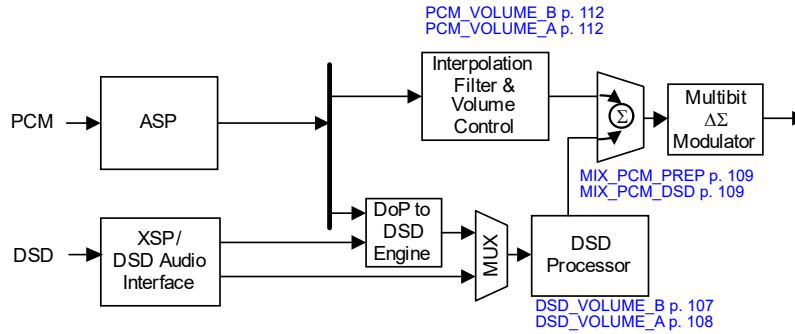 PCM_VOLUME_B p. 112
PCM_VOLUME_A p. 112
PCM
ASP
Interpolation
Filter &
Volume
Control
Σ
Multibit
ΔΣ
Modulator
MIX_PCM_PREP p. 109
MIX_PCM_DSD p. 109
DSD
XSP/
DSD Audio
Interface
DoP to
DSD
Engine
MUX
DSD
Processor
DSD_VOLUME_B p. 107
DSD_VOLUME_A p. 108